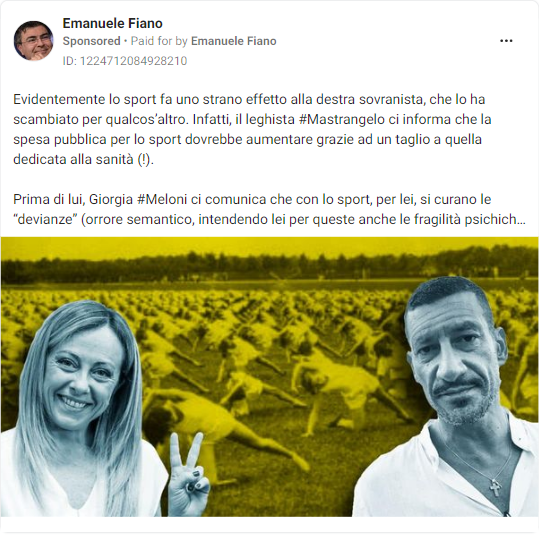 Emanuele Fiano
Sponsored • Paid for by Emanuele Fiano
ID: 1224712084928210
Evidentemente lo sport fa uno strano effetto alla destra sovranista, che lo ha
scambiato per qualcos’altro. Infatti, il leghista #Mastrangelo ci informa che la
spesa pubblica per lo sport dovrebbe aumentare grazie ad un taglio a quella
dedicata alla sanità (!).
Prima di lui, Giorgia #Meloni ci comunica che con lo sport, per lei, si curano le
“devianze” (orrore semantico, intendendo lei per queste anche le fragilità psichich...